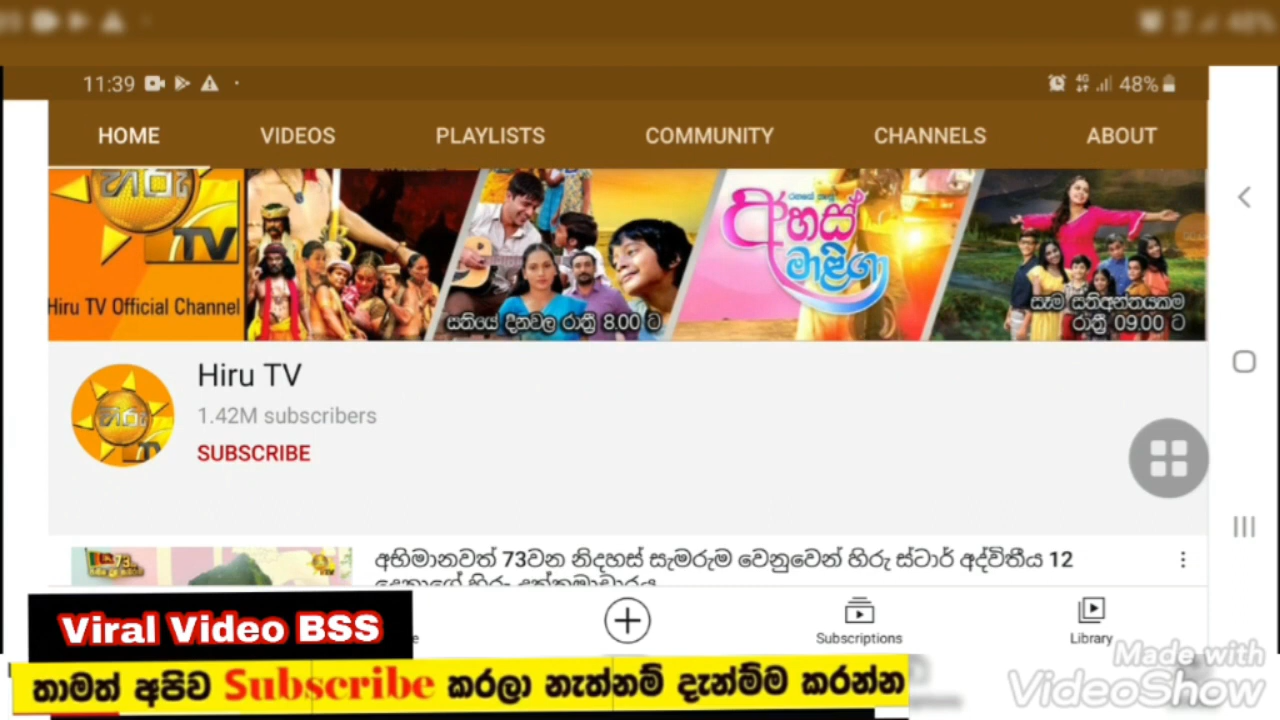 11:39
4G 48%
HOME VIDEOS PLAYLISTS COMMUNITY CHANNELS ABOUT
හිරු
TV
Hiru TV Official Channel
සතියේ දිනවල රාත්‍රී 8.00 ට
අහස්
මාළිගා
සෑම සතිඅන්තයකම
රාත්‍රී 09.00 ට
Hiru TV
1.42M subscribers
SUBSCRIBE
අභිමානවත් 73වන නිදහස් සැමරුම වෙනුවෙන් හිරු ස්ටාර් අද්විතීය 12
Subscriptions
Library
Viral Video BSS
තාමත් අපිව Subscribe කරලා නැත්නම් දැන්ම්ම කරන්න
Made with
VideoShow